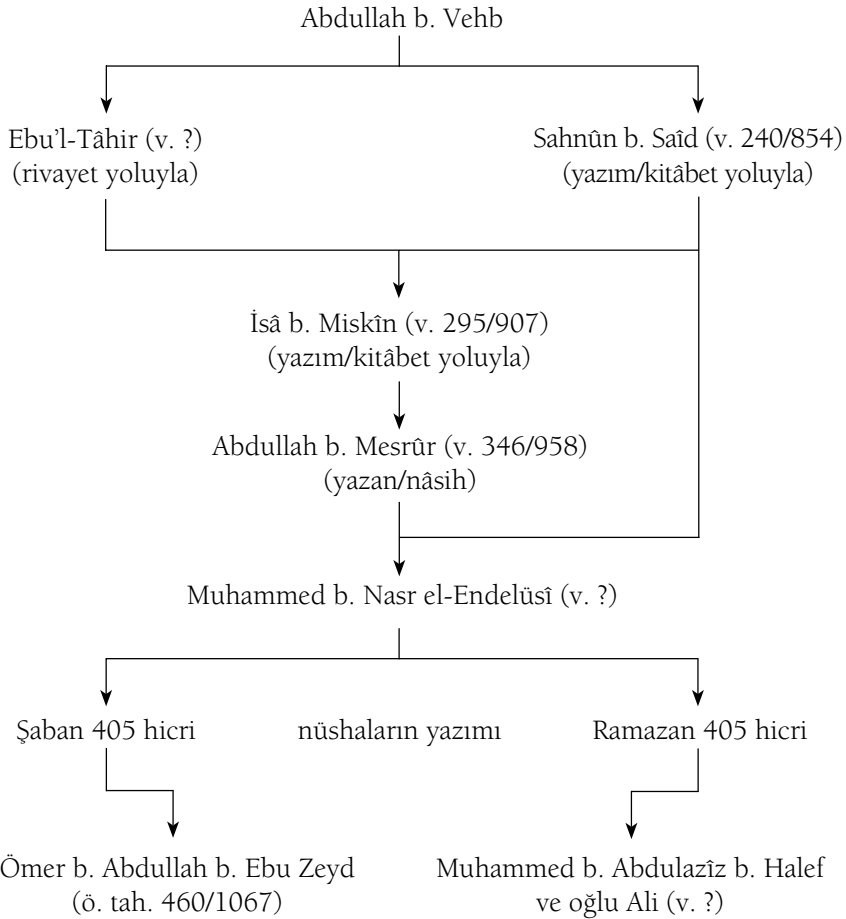 Abdullah b. Vehb
Ebu’l-Tâhir (v. ?)
(rivayet yoluyla)
Sahnûn b. Saîd (v. 240/854)
(yazım/kitâbet yoluyla)
İsâ b. Miskîn (v. 295/907)
(yazım/kitâbet yoluyla)
Abdullah b. Mesrûr (v. 346/958)
(yazan/nâsih)
Muhammed b. Nasr el-Endelüsî (v. ?)
Şaban 405 hicri
nüshaların yazımı
Ramazan 405 hicri
Ömer b. Abdullah b. Ebu Zeyd
(ö. tah. 460/1067)
Muhammed b. Abdulazîz b. Halef
ve oğlu Ali (v. ?)